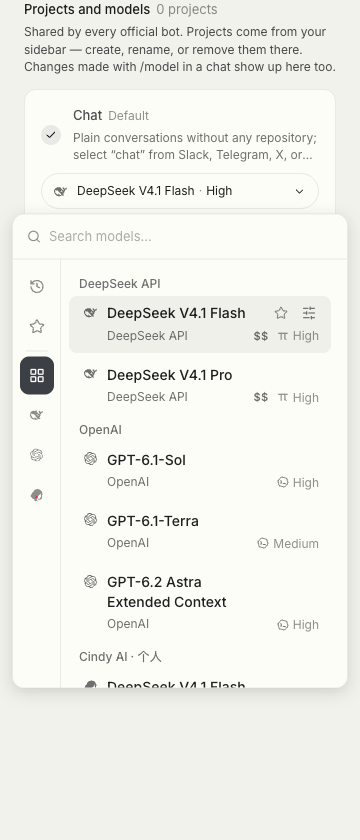 Projects and models 0 projects
Shared by every official bot. Projects come from your
sidebar — create, rename, or remove them there.
Changes made with /model in a chat show up here too.
Chat Default
Plain conversations without any repository;
select “chat” from Slack, Telegram, X, or...
DeepSeek V4.1 Flash · High
Search models...
DeepSeek API
DeepSeek V4.1 Flash
DeepSeek API $$ π High
DeepSeek V4.1 Pro
DeepSeek API $$ π High
OpenAI
GPT-6.1-Sol
OpenAI High
GPT-6.1-Terra
OpenAI Medium
GPT-6.2 Astra
Extended Context
OpenAI High
Cindy AI · 个人
DeepSeek V4.1 Flash